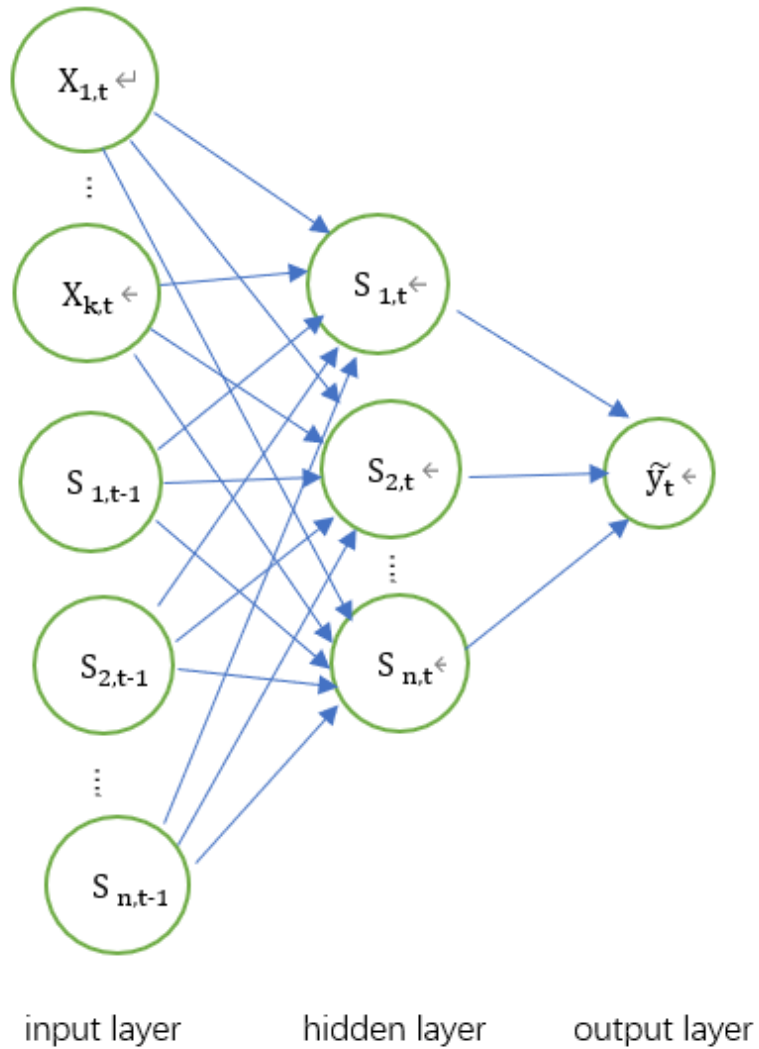 X1,t ↵
⋮
Xk,t ←
S 1,t-1
S2,t-1
⋮
S n,t-1
S 1,t ←
S2,t ←
⋮
S n,t ←
ỹt ←
input layer
hidden layer
output layer